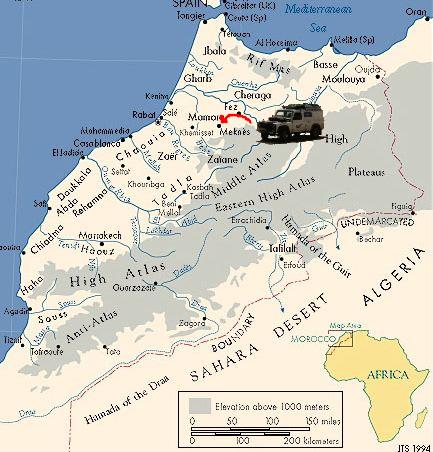 SPAIN
Gibraltar (UK)
Ceuta (Sp)
Tangier
Tétouan
Mediterranean
Sea
Oran
Al Hoceima
Melilla (Sp)
Jbala
Rif Mts
Basse
Moulouya
Oujda
Gharb
Cheraga
Kenitra
Fez
Rabat
Salé
Khemisset
Meknès
Mohammedia
Casablanca
El Jadida
Chaouia
Zaër
Zaïane
Middle Atlas
High
Plateaus
Settat
Khouribga
Tadla
Kasbah
Tadla
Beni
Mellal
Doukkala
Abda
Rehamna
Chiadma
Safi
Eastern High Atlas
Figuig
UNDEMARCATED
Bechar
Errachidia
Tafilalt
Erfoud
Hamada of the Guir
Marrakech
Haouz
Haha
High Atlas
Ouarzazate
Agadir
Souss
Anti-Atlas
Zagora
Tiznit
Tafraoute
Tata
Draa
Hamada of the Draa
BOUNDARY
SAHARA DESERT
ALGERIA
Map Area
MOROCCO
AFRICA
Elevation above 1000 meters
0 50 100 150 miles
0 100 200 kilometers
JTS 1994